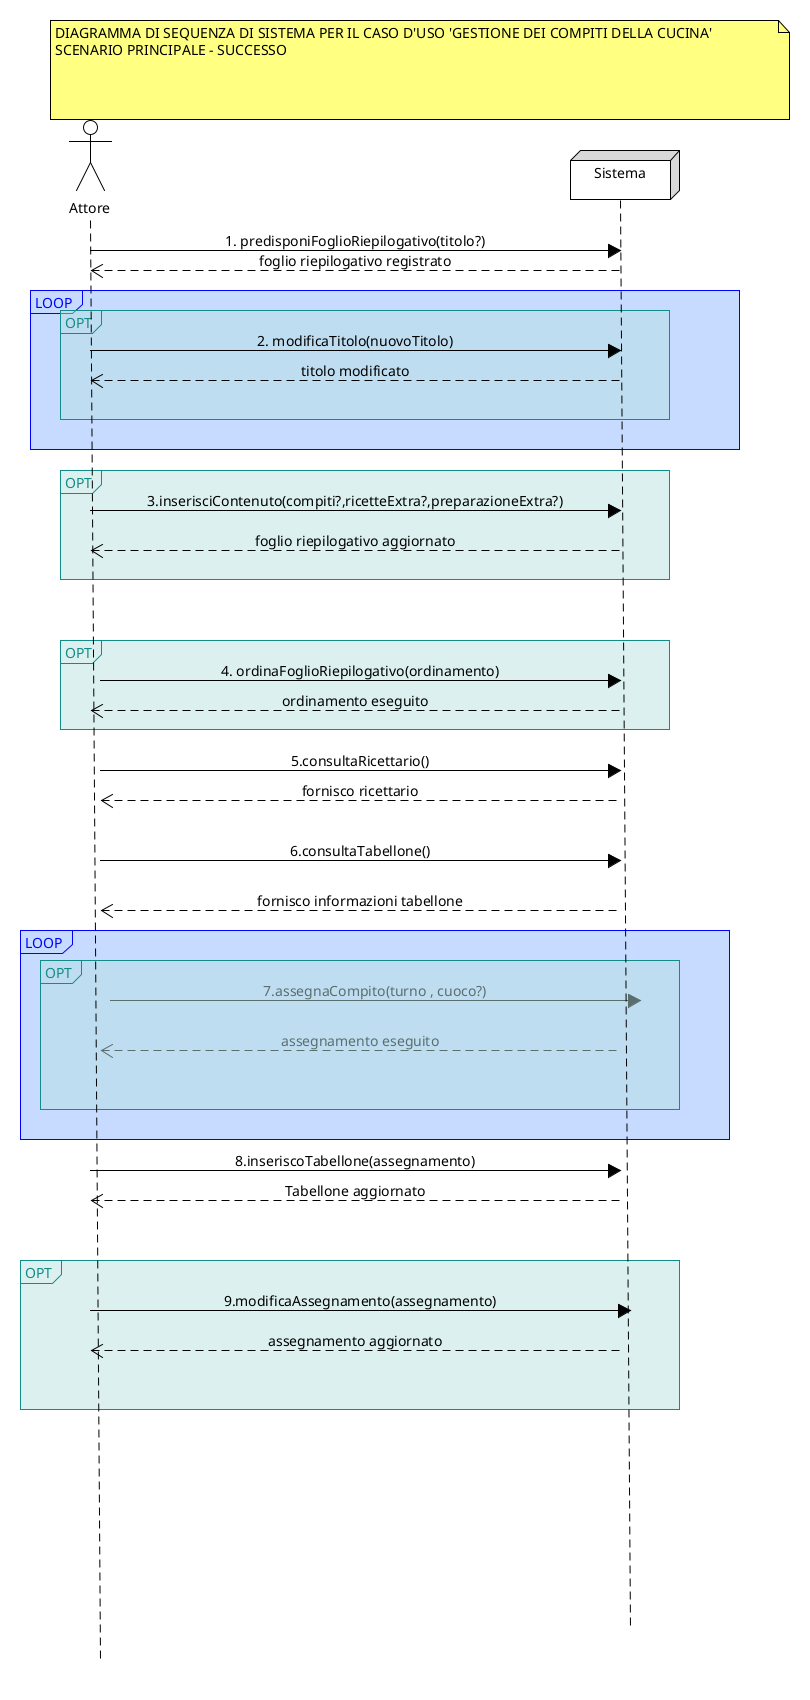 DIAGRAMMA DI SEQUENZA DI SISTEMA PER IL CASO D'USO 'GESTIONE DEI COMPITI DELLA CUCINA'
SCENARIO PRINCIPALE - SUCCESSO
Sistema
Attore
1. predisponiFoglioRiepilogativo(titolo?)
foglio riepilogativo registrato
LOOP
OPT
2. modificaTitolo(nuovoTitolo)
titolo modificato
OPT
3.inserisciContenuto(compiti?,ricetteExtra?,preparazioneExtra?)
foglio riepilogativo aggiornato
OPT
4. ordinaFoglioRiepilogativo(ordinamento)
ordinamento eseguito
5.consultaRicettario()
fornisco ricettario
6.consultaTabellone()
fornisco informazioni tabellone
LOOP
OPT
7.assegnaCompito(turno , cuoco?)
assegnamento eseguito
8.inseriscoTabellone(assegnamento)
Tabellone aggiornato
OPT
9.modificaAssegnamento(assegnamento)
assegnamento aggiornato